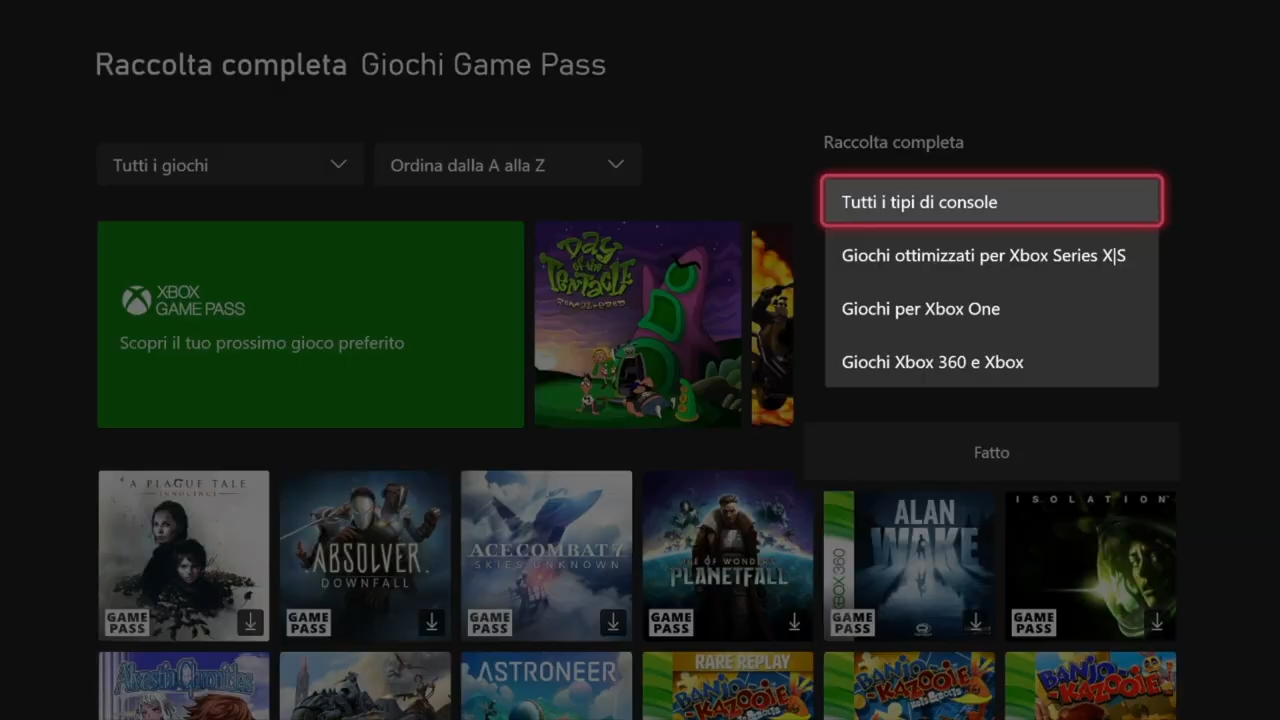 Raccolta completa Giochi Game Pass
Raccolta completa
Tutti i giochi
Ordina dalla A alla Z
Tutti i tipi di console
Giochi ottimizzati per Xbox Series X|S
Giochi per Xbox One
Giochi Xbox 360 e Xbox
Fatto
XBOX
GAME PASS
Scopri il tuo prossimo gioco preferito
Day
of the
Tentacle
REMASTERED
A PLAGUE TALE
INNOCENCE
GAME
PASS
ABSOLVER
DOWNFALL
GAME
PASS
ACE COMBAT 7
SKIES UNKNOWN
GAME
PASS
OF WONDERS
PLANETFALL
GAME
PASS
XBOX 360
ALAN
WAKE
GAME
PASS
ISOLATION
GAME
PASS
ASTRONEER
RARE REPLAY
BANJO
KAZOOIE
BANJO
KAZOOIE
BANJO
KAZOOIE